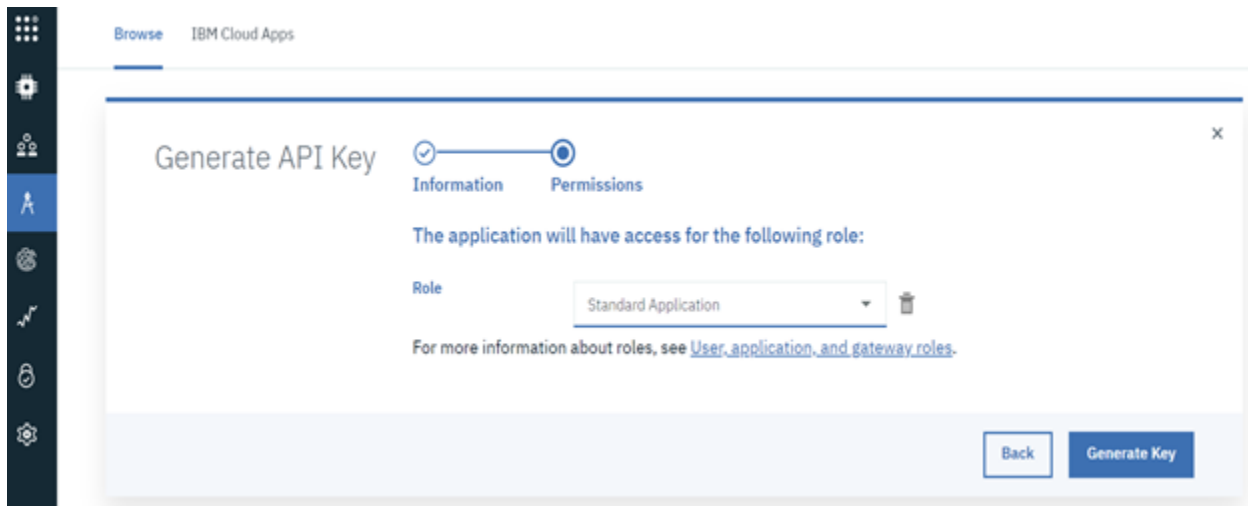 Browse IBM Cloud Apps
Generate API Key
Information Permissions
The application will have access for the following role:
Role
Standard Application
For more information about roles, see User, application, and gateway roles.
Back Generate Key